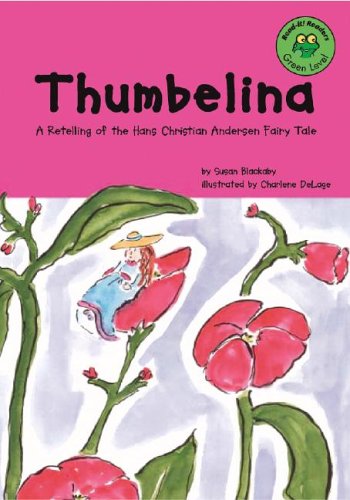 Read-it! Readers
Green Level
Thumbelina
A Retelling of the Hans Christian Andersen Fairy Tale
by Susan Blackaby
illustrated by Charlene DeLage